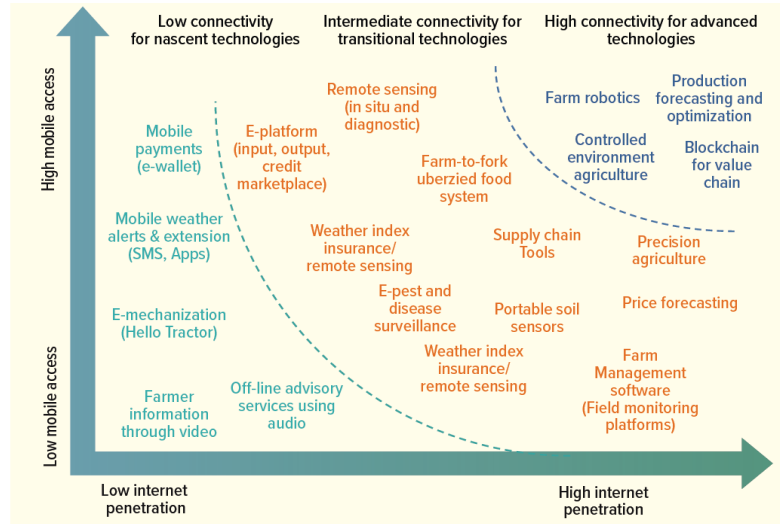 Low connectivity
for nascent technologies
Intermediate connectivity for
transitional technologies
High connectivity for advanced
technologies
High mobile access
Low mobile access
Mobile
payments
(e-wallet)
Mobile weather
alerts & extension
(SMS, Apps)
E-mechanization
(Hello Tractor)
Farmer
information
through video
Off-line advisory
services using
audio
Remote sensing
(in situ and
diagnostic)
E-platform
(input, output,
credit
marketplace)
Farm-to-fork
uberzied food
system
Weather index
insurance/
remote sensing
Supply chain
Tools
Precision
agriculture
E-pest and
disease
surveillance
Portable soil
sensors
Price forecasting
Weather index
insurance/
remote sensing
Farm
Management
software
(Field monitoring
platforms)
Farm robotics
Production
forecasting and
optimization
Controlled
environment
agriculture
Blockchain
for value
chain
Low internet
penetration
High internet
penetration